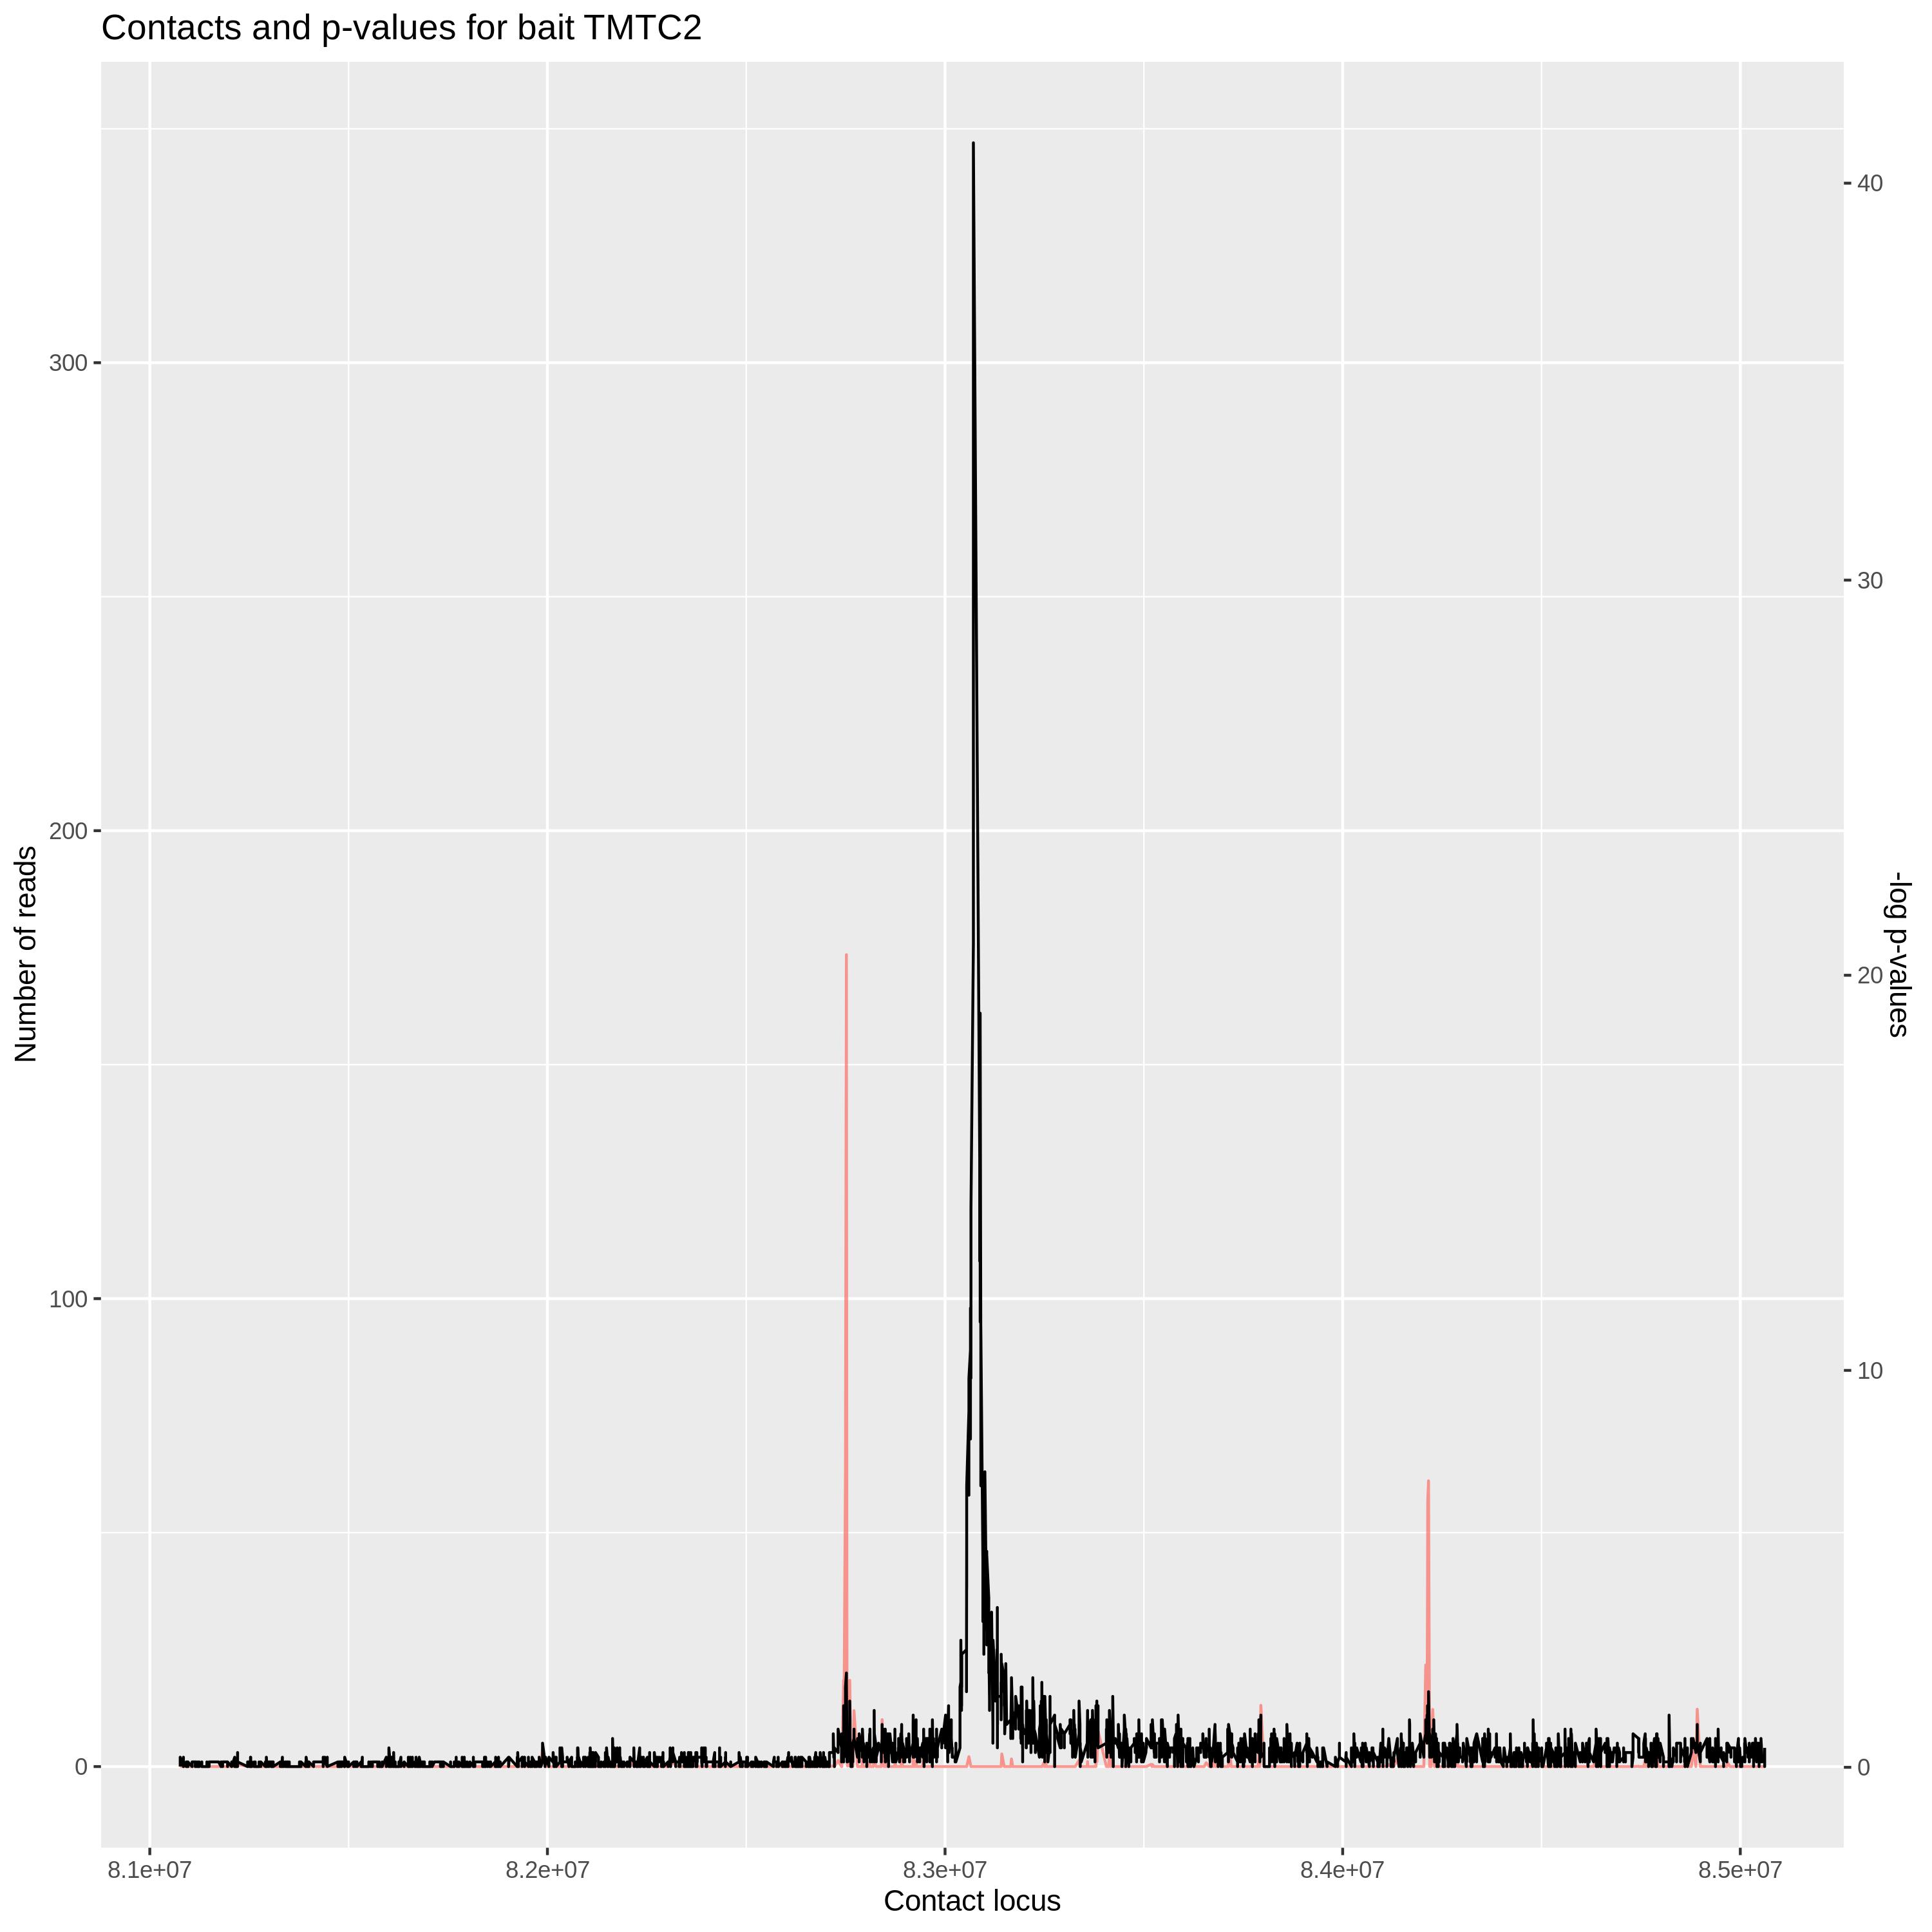 Contacts and p-values for bait TMTC2
Number of reads
300
200
100
0
40
30
20
10
0
-log p-values
8.1e+07
8.2e+07
8.3e+07
8.4e+07
8.5e+07
Contact locus